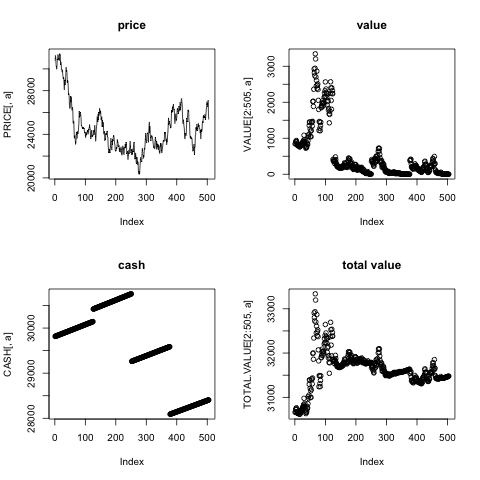 price
PRICE[, a]
20000 24000 28000
0 100 200 300 400 500
Index
value
VALUE[2:505, a]
0 1000 2000 3000
0 100 200 300 400 500
Index
cash
CASH[, a]
28000 29000 30000
0 100 200 300 400 500
Index
total value
TOTAL.VALUE[2:505, a]
31000 32000 33000
0 100 200 300 400 500
Index